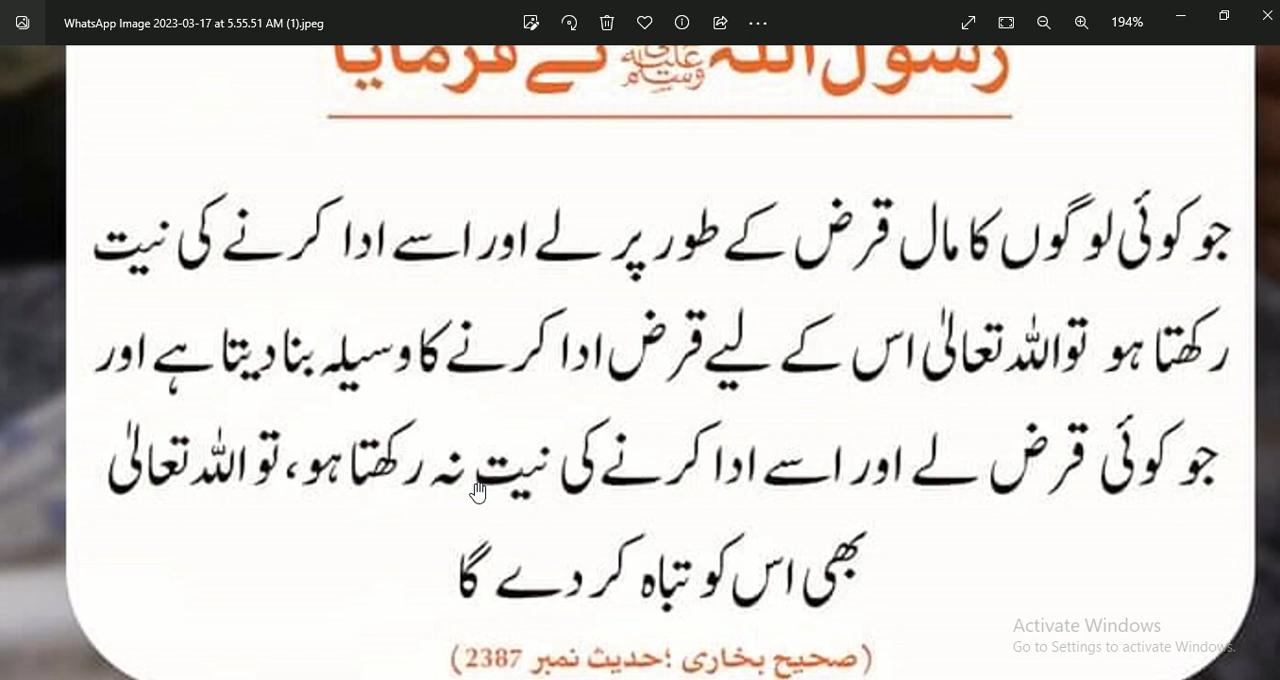 WhatsApp Image 2023-03-17 at 5.55.51 AM (1).jpeg
194%
رسول اللہ ﷺ نے فرمایا
جو کوئی لوگوں کا مال قرض کے طور پر لے اور اسے ادا کرنے کی نیت
رکھتا ہو تو اللہ تعالیٰ اس کے لیے قرض ادا کرنے کا وسیلہ بنا دیتا ہے اور
جو کوئی قرض لے اور اسے ادا کرنے کی نیت نہ رکھتا ہو، تو اللہ تعالیٰ
بھی اس کو تباہ کر دے گا
(صحیح بخاری ؛حدیث نمبر 2387)
Activate Windows
Go to Settings to activate Windows.